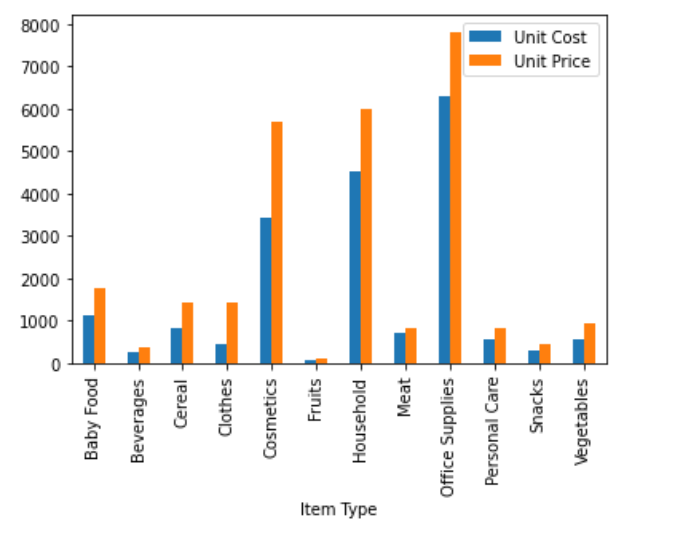 8000
7000
6000
5000
4000
3000
2000
1000
0
Unit Cost
Unit Price
Baby Food
Beverages
Cereal
Clothes
Cosmetics
Fruits
Household
Meat
Office Supplies
Personal Care
Snacks
Vegetables
Item Type